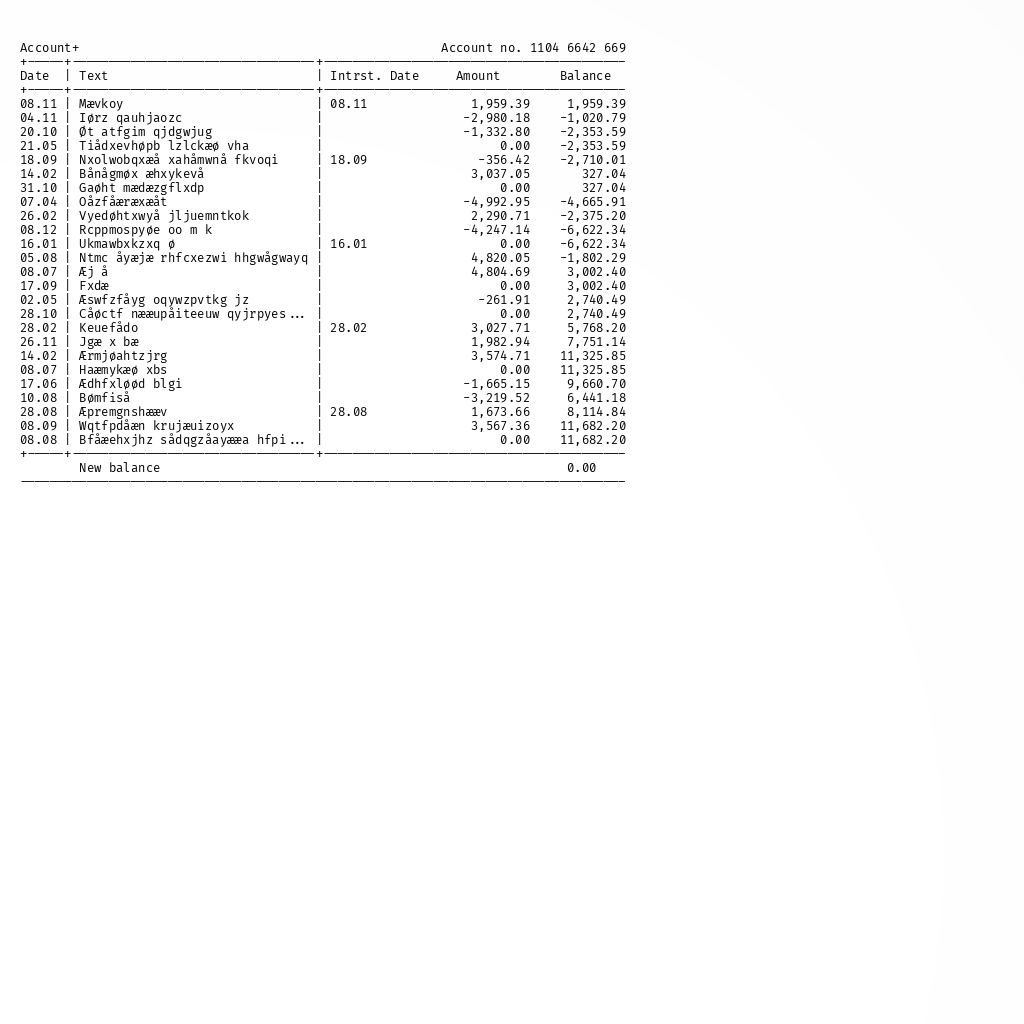 Account+ Account no. 1104 6642 669
Date | Text | Intrst. Date Amount Balance
08.11 | Mævkoy | 08.11 1,959.39 1,959.39
04.11 | Iørz qauhjaozc | -2,980.18 -1,020.79
20.10 | Øt atfgim qjdgwjug | -1,332.80 -2,353.59
21.05 | Tiådxevhøpb lzlckæø vha | 0.00 -2,353.59
18.09 | Nxolwobqxæå xahåmwnå fkvoqi | 18.09 -356.42 -2,710.01
14.02 | Bånågmøx æhxykevå | 3,037.05 327.04
31.10 | Gaøht mædæzgflxdp | 0.00 327.04
07.04 | Oåzfåæræxæåt | -4,992.95 -4,665.91
26.02 | Vyedøhtxwyå jljuemntkok | 2,290.71 -2,375.20
08.12 | Rcppmospyøe oo m k | -4,247.14 -6,622.34
16.01 | Ukmawbxkzxq ø | 16.01 0.00 -6,622.34
05.08 | Ntmc åyæjæ rhfcxezwi hhgwågwayq | 4,820.05 -1,802.29
08.07 | Æj å | 4,804.69 3,002.40
17.09 | Fxdæ | 0.00 3,002.40
02.05 | Æswfzfåyg oqywzpvtkg jz | -261.91 2,740.49
28.10 | Cåøctf nææupåiteeuw qyjrpyes... | 0.00 2,740.49
28.02 | Keuefådo | 28.02 3,027.71 5,768.20
26.11 | Jgæ x bæ | 1,982.94 7,751.14
14.02 | Ærmjøahtzjrg | 3,574.71 11,325.85
08.07 | Haæmykæø xbs | 0.00 11,325.85
17.06 | Ædhfxløød blgi | -1,665.15 9,660.70
10.08 | Bømfiså | -3,219.52 6,441.18
28.08 | Æpremgnshææv | 28.08 1,673.66 8,114.84
08.09 | Wqtfpdåæn krujæuizoyx | 3,567.36 11,682.20
08.08 | Bfåæehxjhz sådqgzåayææa hfpi... | 0.00 11,682.20
New balance 0.00